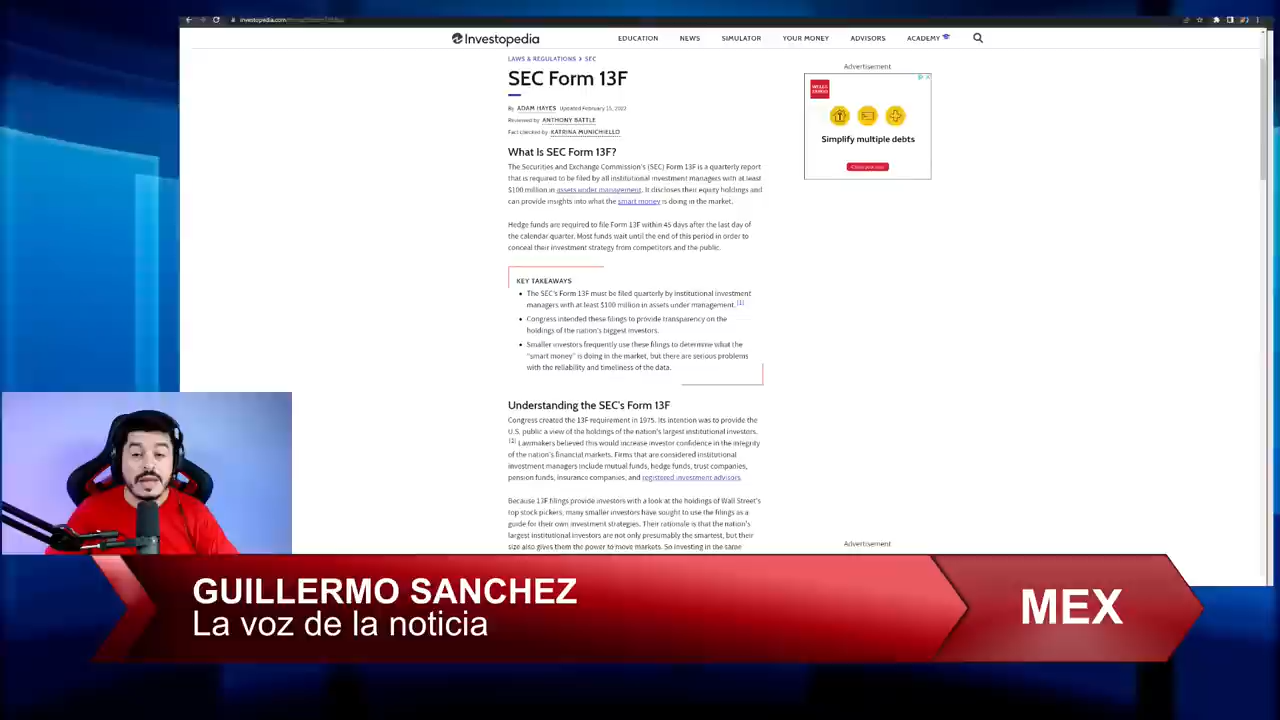 investopedia.com
Investopedia
EDUCATION NEWS SIMULATOR YOUR MONEY ADVISORS ACADEMY
LAWS & REGULATIONS > SEC
SEC Form 13F
By ADAM HAYES Updated February 15, 2022
Reviewed by ANTHONY BATTLE
Fact checked by KATRINA MUNICHIELLO
What Is SEC Form 13F?
The Securities and Exchange Commission's (SEC) Form 13F is a quarterly report
that is required to be filed by all institutional investment managers with at least
$100 million in assets under management. It discloses their equity holdings and
can provide insights into what the smart money is doing in the market.
Hedge funds are required to file Form 13F within 45 days after the last day of
the calendar quarter. Most funds wait until the end of this period in order to
conceal their investment strategy from competitors and the public.
KEY TAKEAWAYS
• The SEC's Form 13F must be filed quarterly by institutional investment
managers with at least $100 million in assets under management. [1]
• Congress intended these filings to provide transparency on the
holdings of the nation's biggest investors.
• Smaller investors frequently use these filings to determine what the
"smart money" is doing in the market, but there are serious problems
with the reliability and timeliness of the data.
Understanding the SEC's Form 13F
Congress created the 13F requirement in 1975. Its intention was to provide the
U.S. public a view of the holdings of the nation's largest institutional investors.
[1] Lawmakers believed this would increase investor confidence in the integrity
of the nation's financial markets. Firms that are considered institutional
investment managers include mutual funds, hedge funds, trust companies,
pension funds, insurance companies, and registered investment advisors.
Because 13F filings provide investors with a look at the holdings of Wall Street's
top stock pickers, many smaller investors have sought to use the filings as a
guide for their own investment strategies. Their rationale is that the nation's
largest institutional investors are not only presumably the smartest, but their
size also gives them the power to move markets. So investing in the same
Advertisement
WELLS FARGO
Simplify multiple debts
Advertisement
GUILLERMO SANCHEZ
La voz de la noticia
MEX